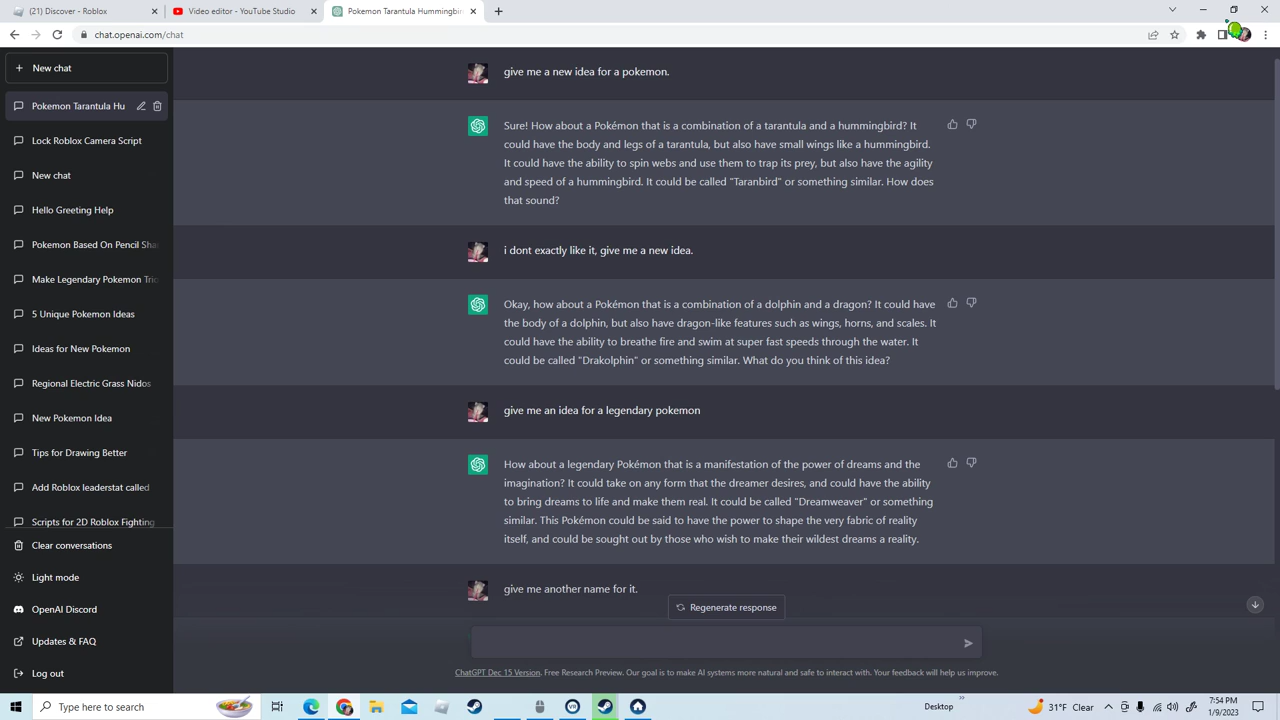 (21) Discover - Roblox
Video editor - YouTube Studio
Pokemon Tarantula Hummingbir
chat.openai.com/chat
New chat
Pokemon Tarantula Hu
Lock Roblox Camera Script
New chat
Hello Greeting Help
Pokemon Based On Pencil Sha
Make Legendary Pokemon Trio
5 Unique Pokemon Ideas
Ideas for New Pokemon
Regional Electric Grass Nidos
New Pokemon Idea
Tips for Drawing Better
Add Roblox leaderstat called
Scripts for 2D Roblox Fighting
Clear conversations
Light mode
OpenAI Discord
Updates & FAQ
Log out
give me a new idea for a pokemon.
Sure! How about a Pokémon that is a combination of a tarantula and a hummingbird? It
could have the body and legs of a tarantula, but also have small wings like a hummingbird.
It could have the ability to spin webs and use them to trap its prey, but also have the agility
and speed of a hummingbird. It could be called "Taranbird" or something similar. How does
that sound?
i dont exactly like it, give me a new idea.
Okay, how about a Pokémon that is a combination of a dolphin and a dragon? It could have
the body of a dolphin, but also have dragon-like features such as wings, horns, and scales. It
could have the ability to breathe fire and swim at super fast speeds through the water. It
could be called "Drakolphin" or something similar. What do you think of this idea?
give me an idea for a legendary pokemon
How about a legendary Pokémon that is a manifestation of the power of dreams and the
imagination? It could take on any form that the dreamer desires, and could have the ability
to bring dreams to life and make them real. It could be called "Dreamweaver" or something
similar. This Pokémon could be said to have the power to shape the very fabric of reality
itself, and could be sought out by those who wish to make their wildest dreams a reality.
give me another name for it.
Regenerate response
ChatGPT Dec 15 Version. Free Research Preview. Our goal is to make AI systems more natural and safe to interact with. Your feedback will help us improve.
Type here to search
Desktop
31°F Clear
7:54 PM
1/9/2023